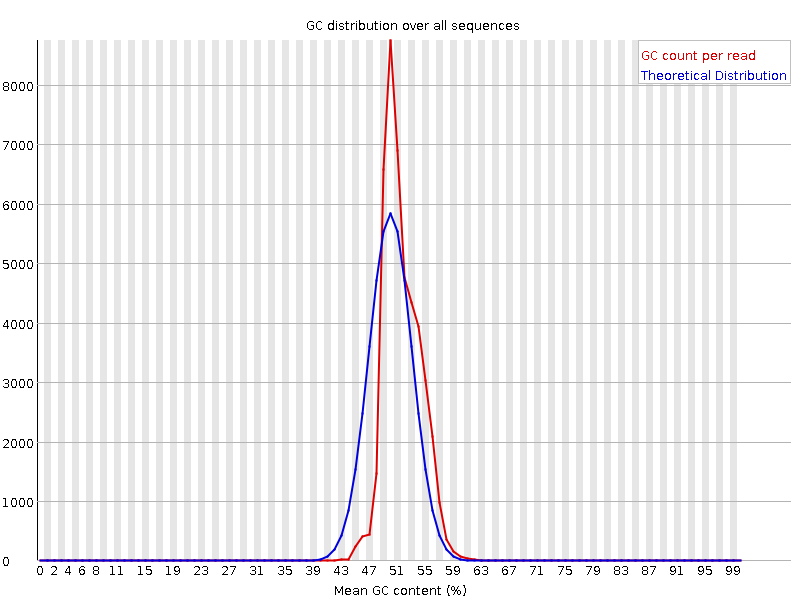 GC distribution over all sequences
GC count per read
Theoretical Distribution
8000
7000
6000
5000
4000
3000
2000
1000
0
0 2 4 6 8 11 15 19 23 27 31 35 39 43 47 51 55 59 63 67 71 75 79 83 87 91 95 99
Mean GC content (%)